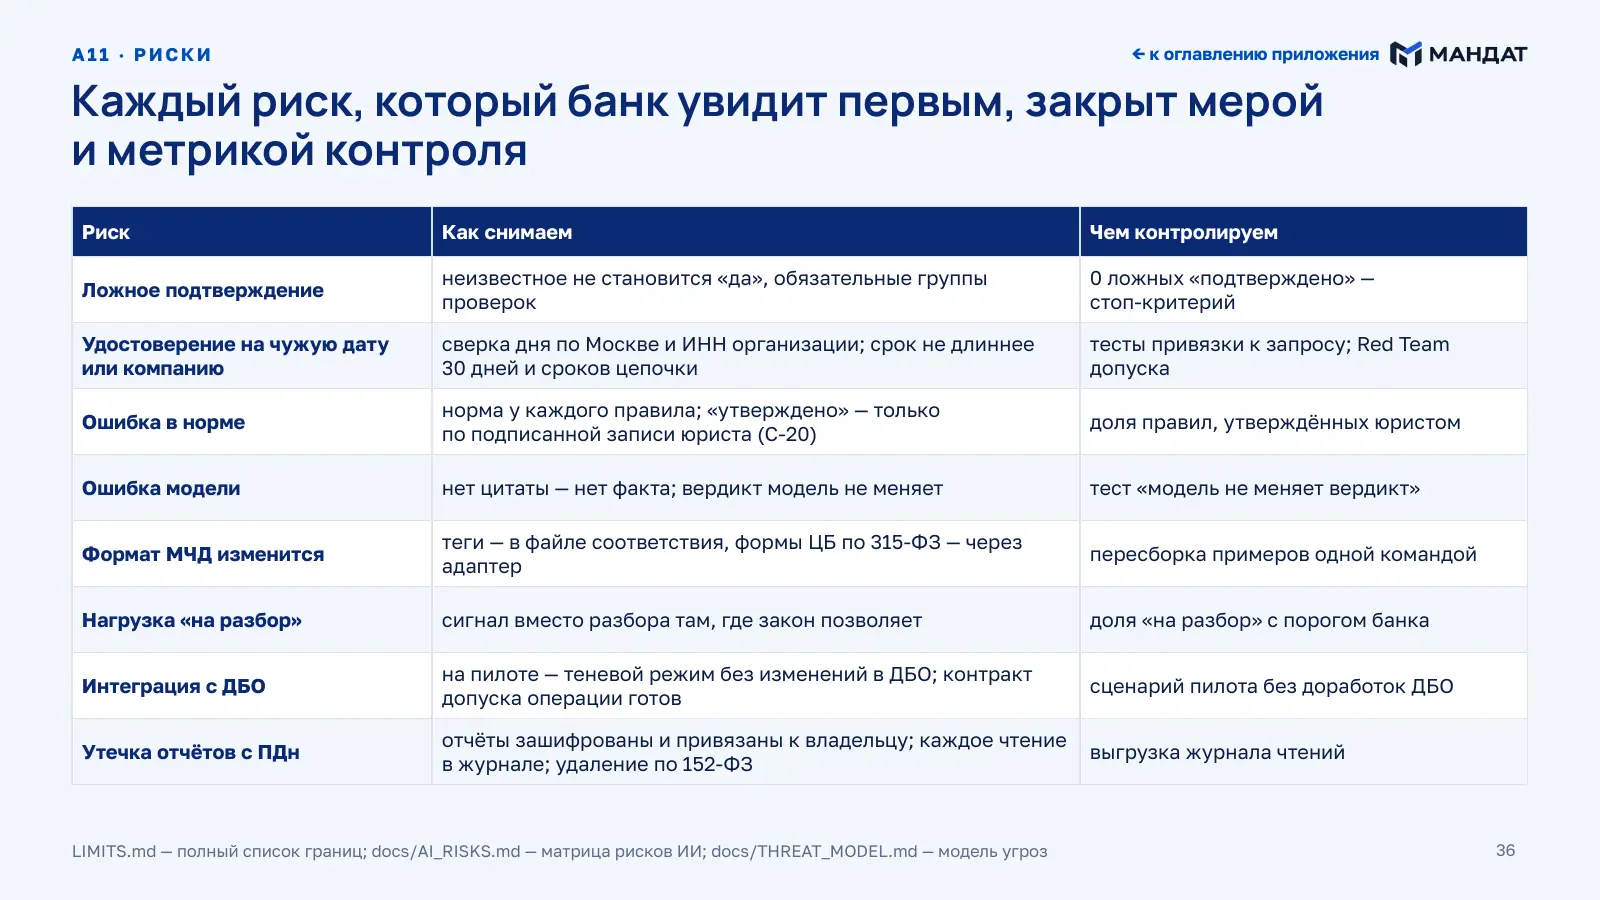 А11 · РИСКИ
← к оглавлению приложения
МАНДАТ
Каждый риск, который банк увидит первым, закрыт мерой
и метрикой контроля
Риск
Как снимаем
Чем контролируем
Ложное подтверждение
неизвестное не становится «да», обязательные группы
проверок
0 ложных «подтверждено» —
стоп-критерий
Удостоверение на чужую дату
или компанию
сверка дня по Москве и ИНН организации; срок не длиннее
30 дней и сроков цепочки
тесты привязки к запросу; Red Team
допуска
Ошибка в норме
норма у каждого правила; «утверждено» — только
по подписанной записи юриста (С-20)
доля правил, утверждённых юристом
Ошибка модели
нет цитаты — нет факта; вердикт модель не меняет
тест «модель не меняет вердикт»
Формат МЧД изменится
теги — в файле соответствия, формы ЦБ по 315-ФЗ — через
адаптер
пересборка примеров одной командой
Нагрузка «на разбор»
сигнал вместо разбора там, где закон позволяет
доля «на разбор» с порогом банка
Интеграция с ДБО
на пилоте — теневой режим без изменений в ДБО; контракт
допуска операции готов
сценарий пилота без доработок ДБО
Утечка отчётов с ПДн
отчёты зашифрованы и привязаны к владельцу; каждое чтение
в журнале; удаление по 152-ФЗ
выгрузка журнала чтений
LIMITS.md — полный список границ; docs/AI_RISKS.md — матрица рисков ИИ; docs/THREAT_MODEL.md — модель угроз
36